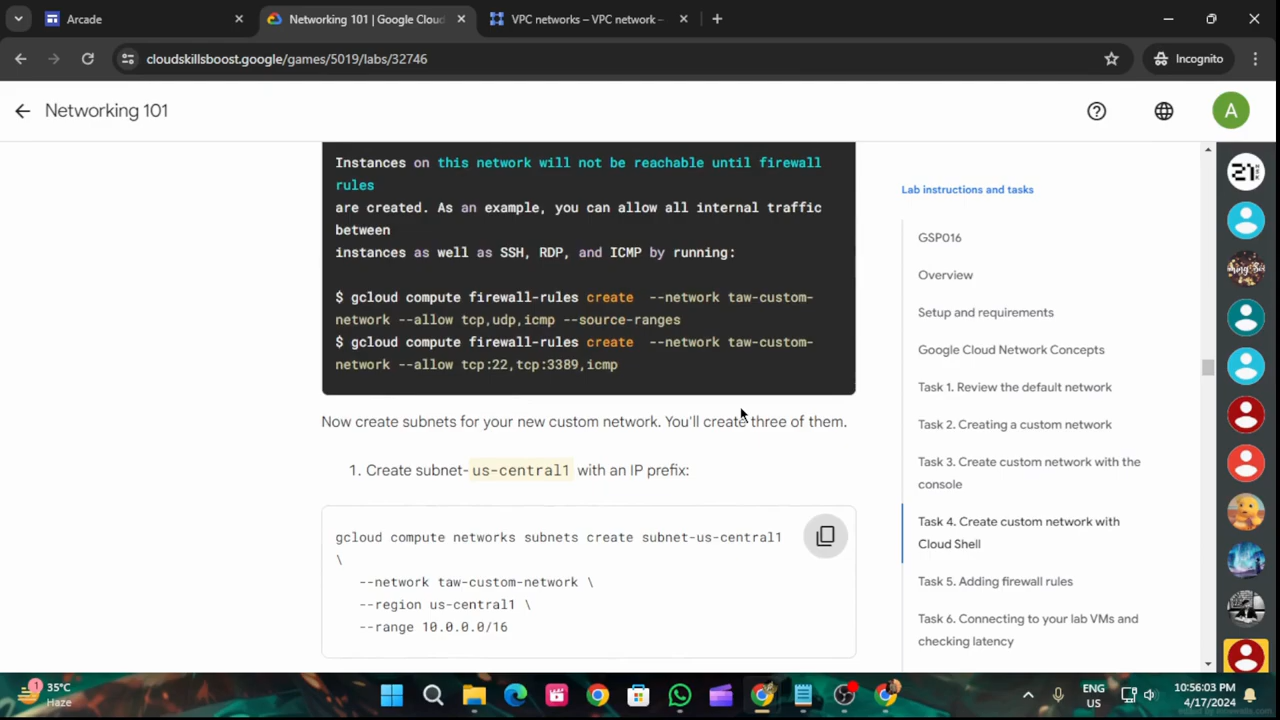 Arcade
Networking 101 | Google Cloud
VPC networks – VPC network –
cloudskillsboost.google/games/5019/labs/32746
Incognito
Networking 101
A
Instances on this network will not be reachable until firewall
rules
are created. As an example, you can allow all internal traffic
between
instances as well as SSH, RDP, and ICMP by running:
$ gcloud compute firewall-rules create --network taw-custom-
network --allow tcp,udp,icmp --source-ranges
$ gcloud compute firewall-rules create --network taw-custom-
network --allow tcp:22,tcp:3389,icmp
Now create subnets for your new custom network. You'll create three of them.
1. Create subnet-us-central1 with an IP prefix:
gcloud compute networks subnets create subnet-us-central1
\
--network taw-custom-network \
--region us-central1 \
--range 10.0.0.0/16
Lab instructions and tasks
GSP016
Overview
Setup and requirements
Google Cloud Network Concepts
Task 1. Review the default network
Task 2. Creating a custom network
Task 3. Create custom network with the
console
Task 4. Create custom network with
Cloud Shell
Task 5. Adding firewall rules
Task 6. Connecting to your lab VMs and
checking latency
21
1
35°C
Haze
ENG
US
10:56:03 PM
4/17/2024